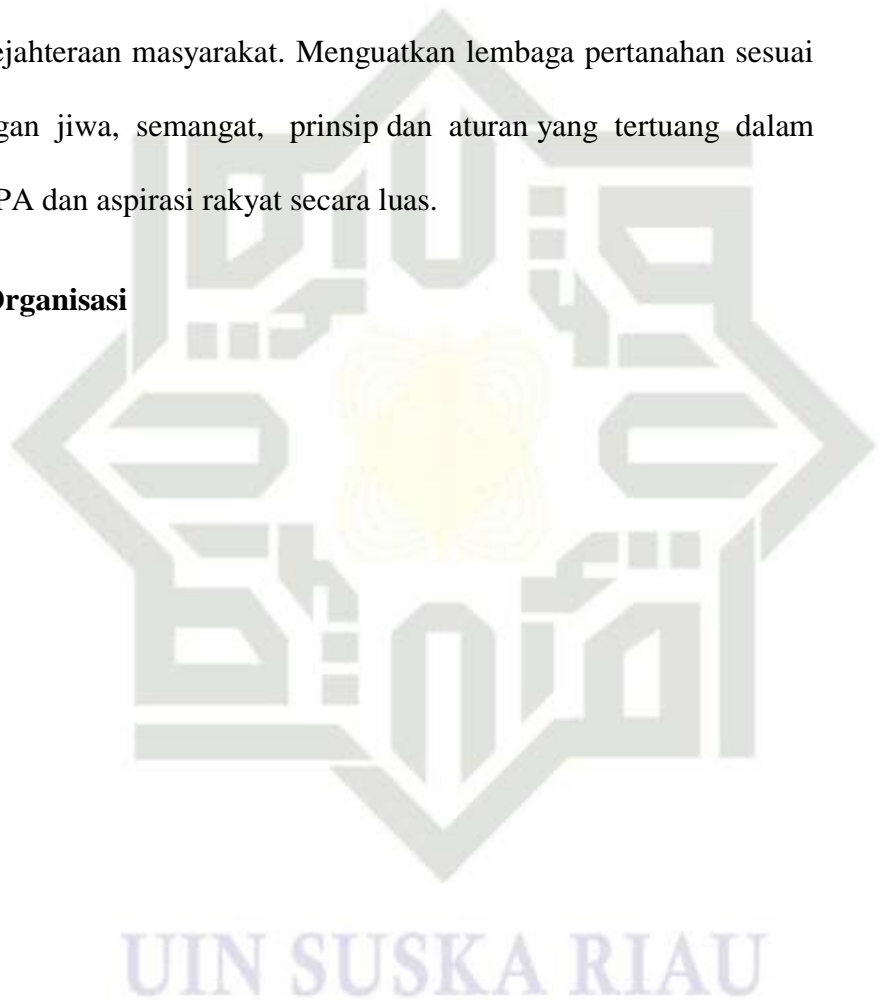 ejahteraan masyarakat. Menguatkan lembaga pertanahan sesuai
gan jiwa, semangat, prinsip dan aturan yang tertuang dalam
PA dan aspirasi rakyat secara luas.
Organisasi
UIN SUSKA RIAU